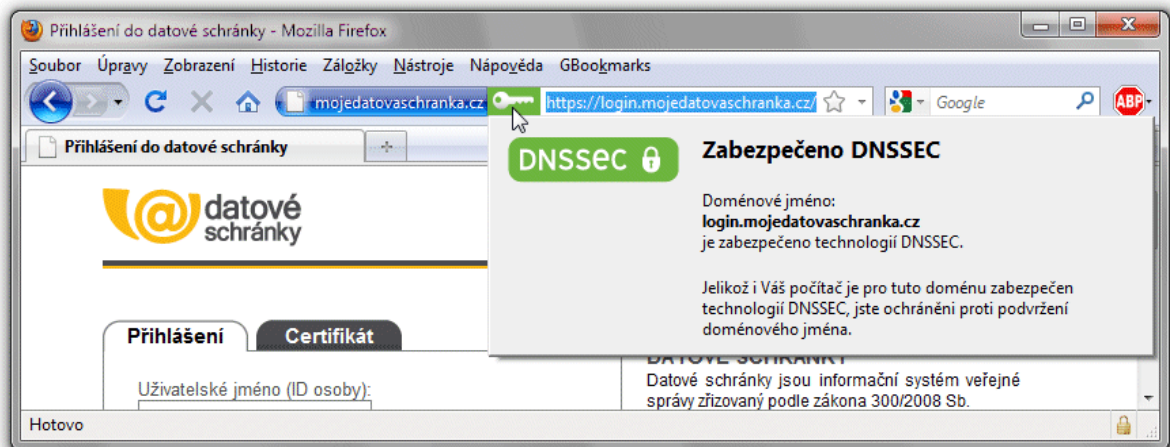 Přihlášení do datové schránky - Mozilla Firefox
Soubor Úpravy Zobrazení Historie Záložky Nástroje Nápověda GBookmarks
mojedatovaschranka.cz https://login.mojedatovaschranka.cz/ Google ABP
Přihlášení do datové schránky
DNSSEC
Zabezpečeno DNSSEC
Doménové jméno:
login.mojedatovaschranka.cz
je zabezpečeno technologií DNSSEC.
Jelikož i Váš počítač je pro tuto doménu zabezpečen
technologií DNSSEC, jste ochráněni proti podvržení
doménového jména.
datové
schránky
Přihlášení Certifikát
Uživatelské jméno (ID osoby):
DATOVÉ SCHRÁNKY
Datové schránky jsou informační systém veřejné
správy zřizovaný podle zákona 300/2008 Sb.
Hotovo